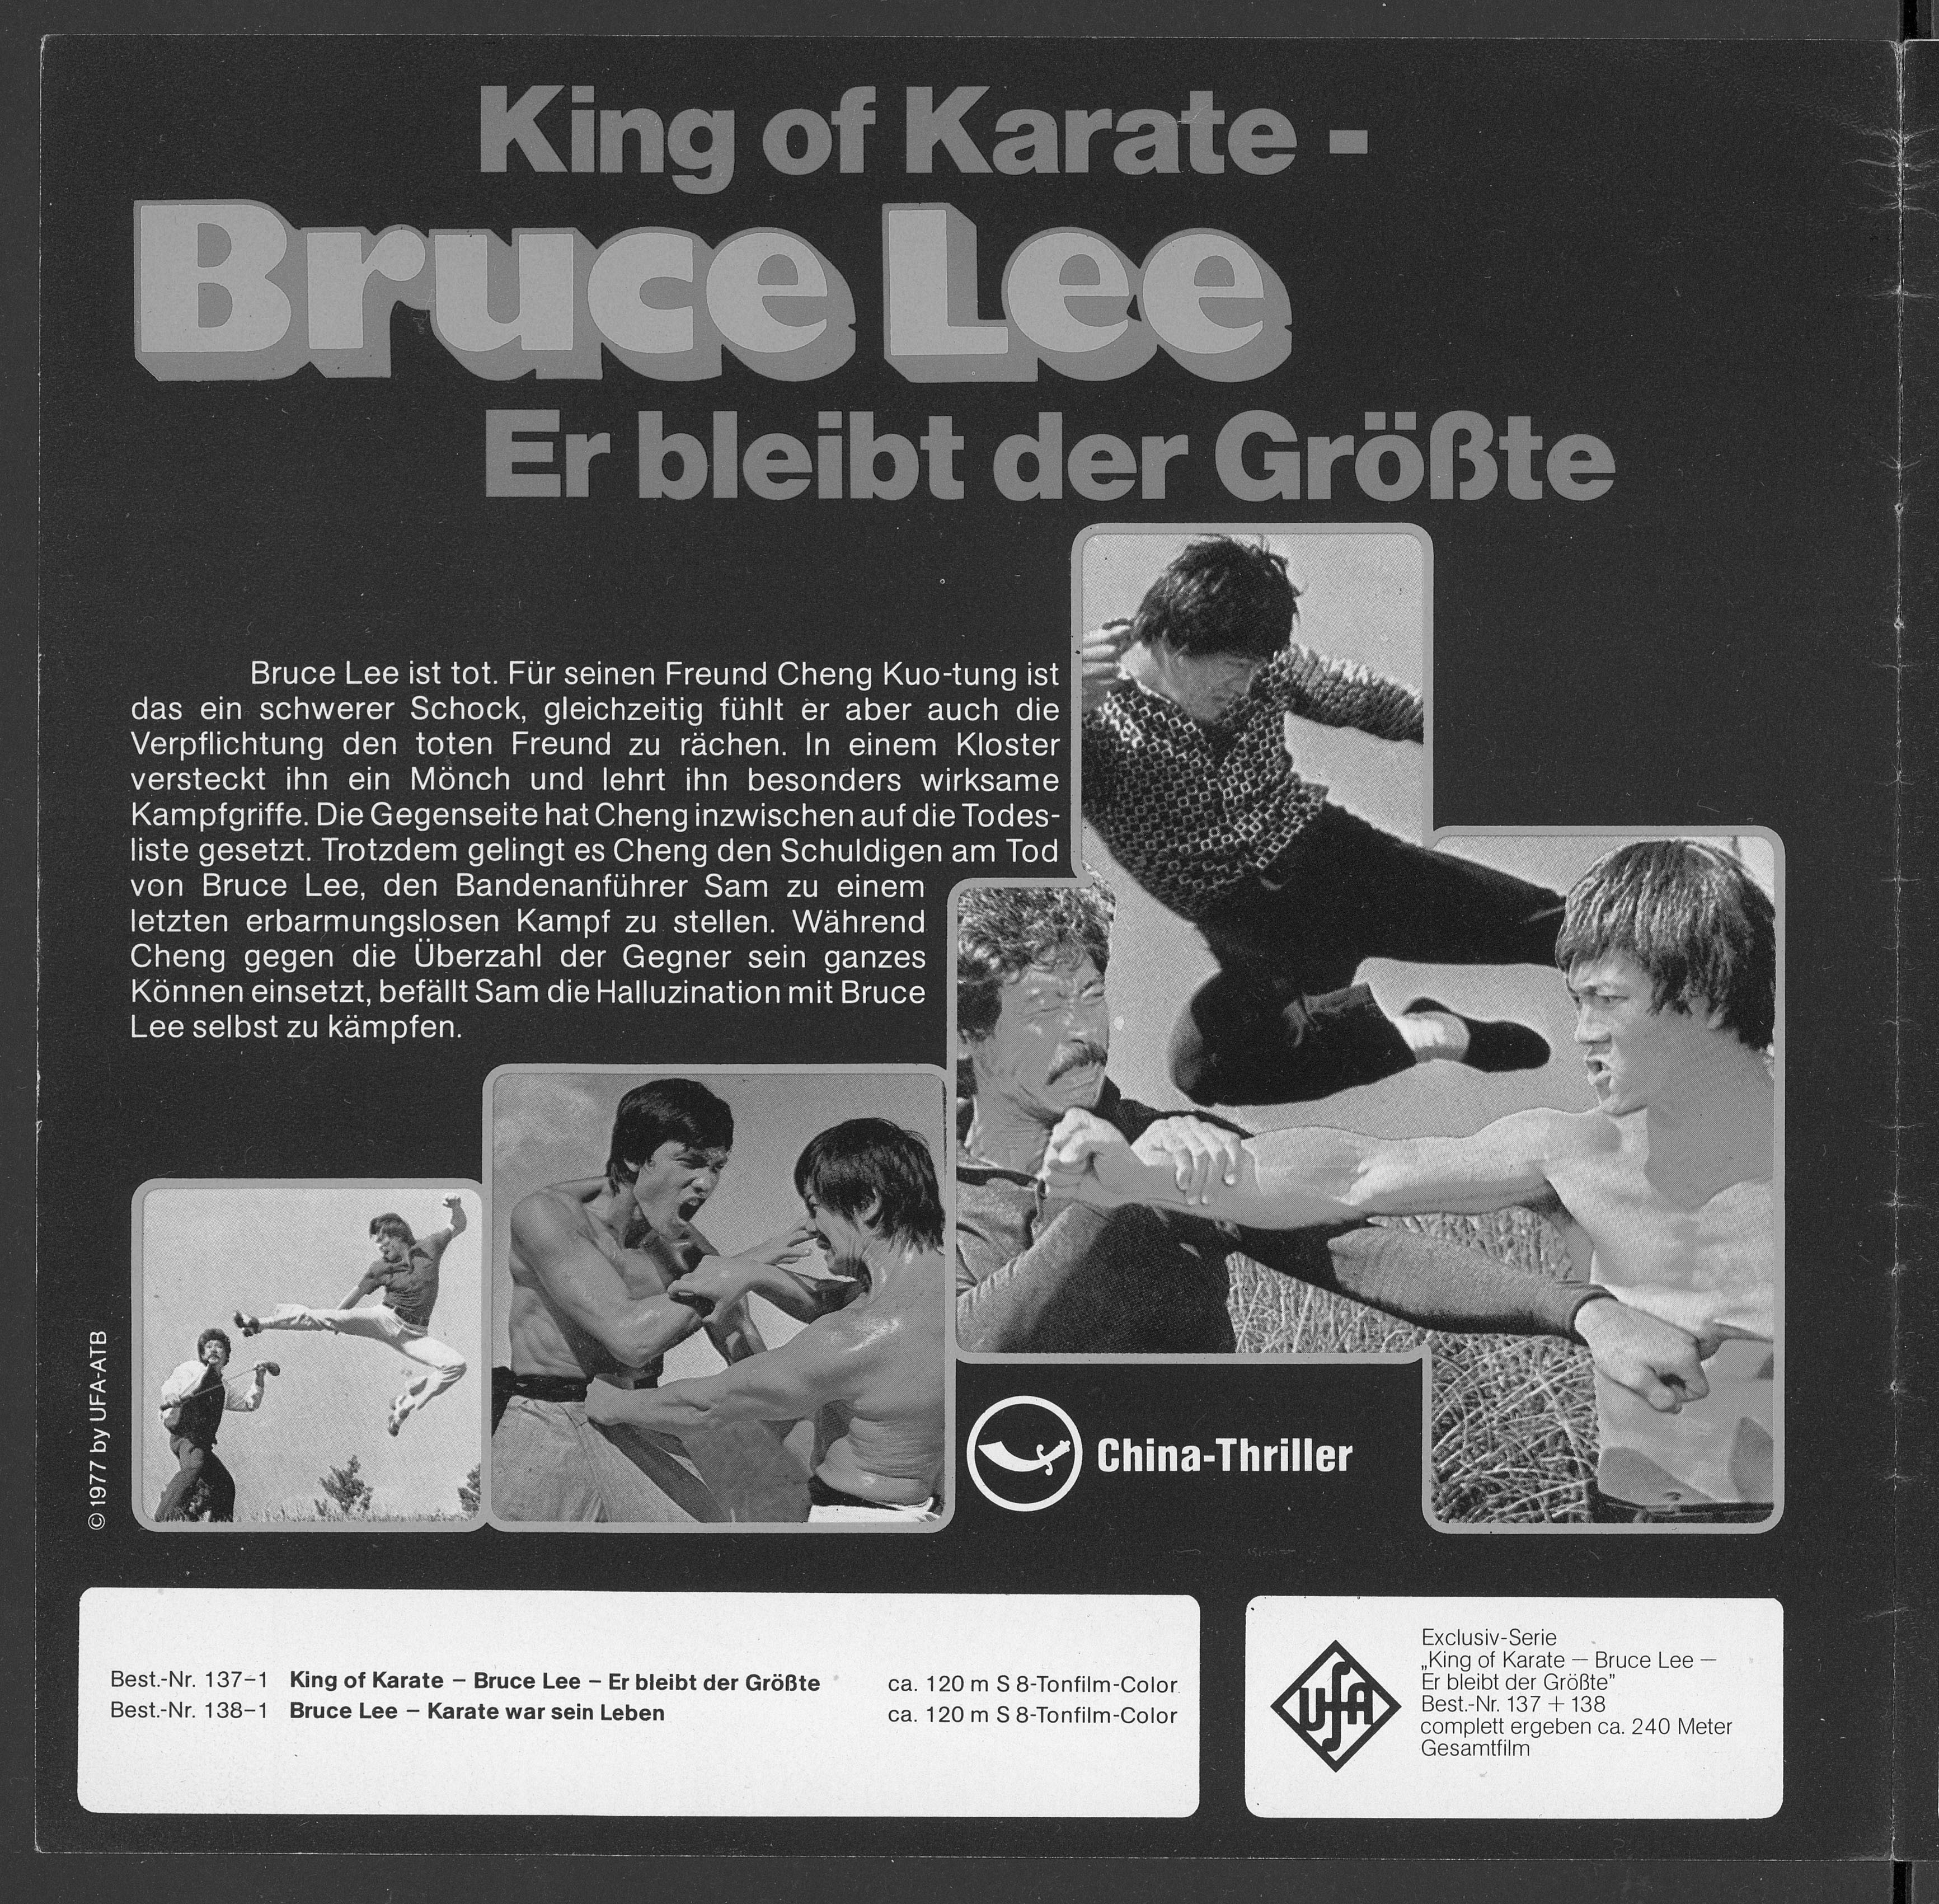 King of Karate -
Bruce Lee
Er bleibt der Größte
Bruce Lee ist tot. Für seinen Freund Cheng Kuo-tung ist
das ein schwerer Schock, gleichzeitig fühlt er aber auch die
Verpflichtung den toten Freund zu rächen. In einem Kloster
versteckt ihn ein Mönch und lehrt ihn besonders wirksame
Kampfgriffe. Die Gegenseite hat Cheng inzwischen auf die Todes-
liste gesetzt. Trotzdem gelingt es Cheng den Schuldigen am Tod
von Bruce Lee, den Bandenanführer Sam zu einem
letzten erbarmungslosen Kampf zu stellen. Während
Cheng gegen die Überzahl der Gegner sein ganzes
Können einsetzt, befällt Sam die Halluzination mit Bruce
Lee selbst zu kämpfen.
© 1977 by UFA-ATB
China-Thriller
Best.-Nr. 137–1 King of Karate – Bruce Lee – Er bleibt der Größte ca. 120 m S 8-Tonfilm-Color
Best.-Nr. 138–1 Bruce Lee – Karate war sein Leben ca. 120 m S 8-Tonfilm-Color
UFA
Exclusiv-Serie
„King of Karate — Bruce Lee —
Er bleibt der Größte”
Best.-Nr. 137 + 138
complett ergeben ca. 240 Meter
Gesamtfilm